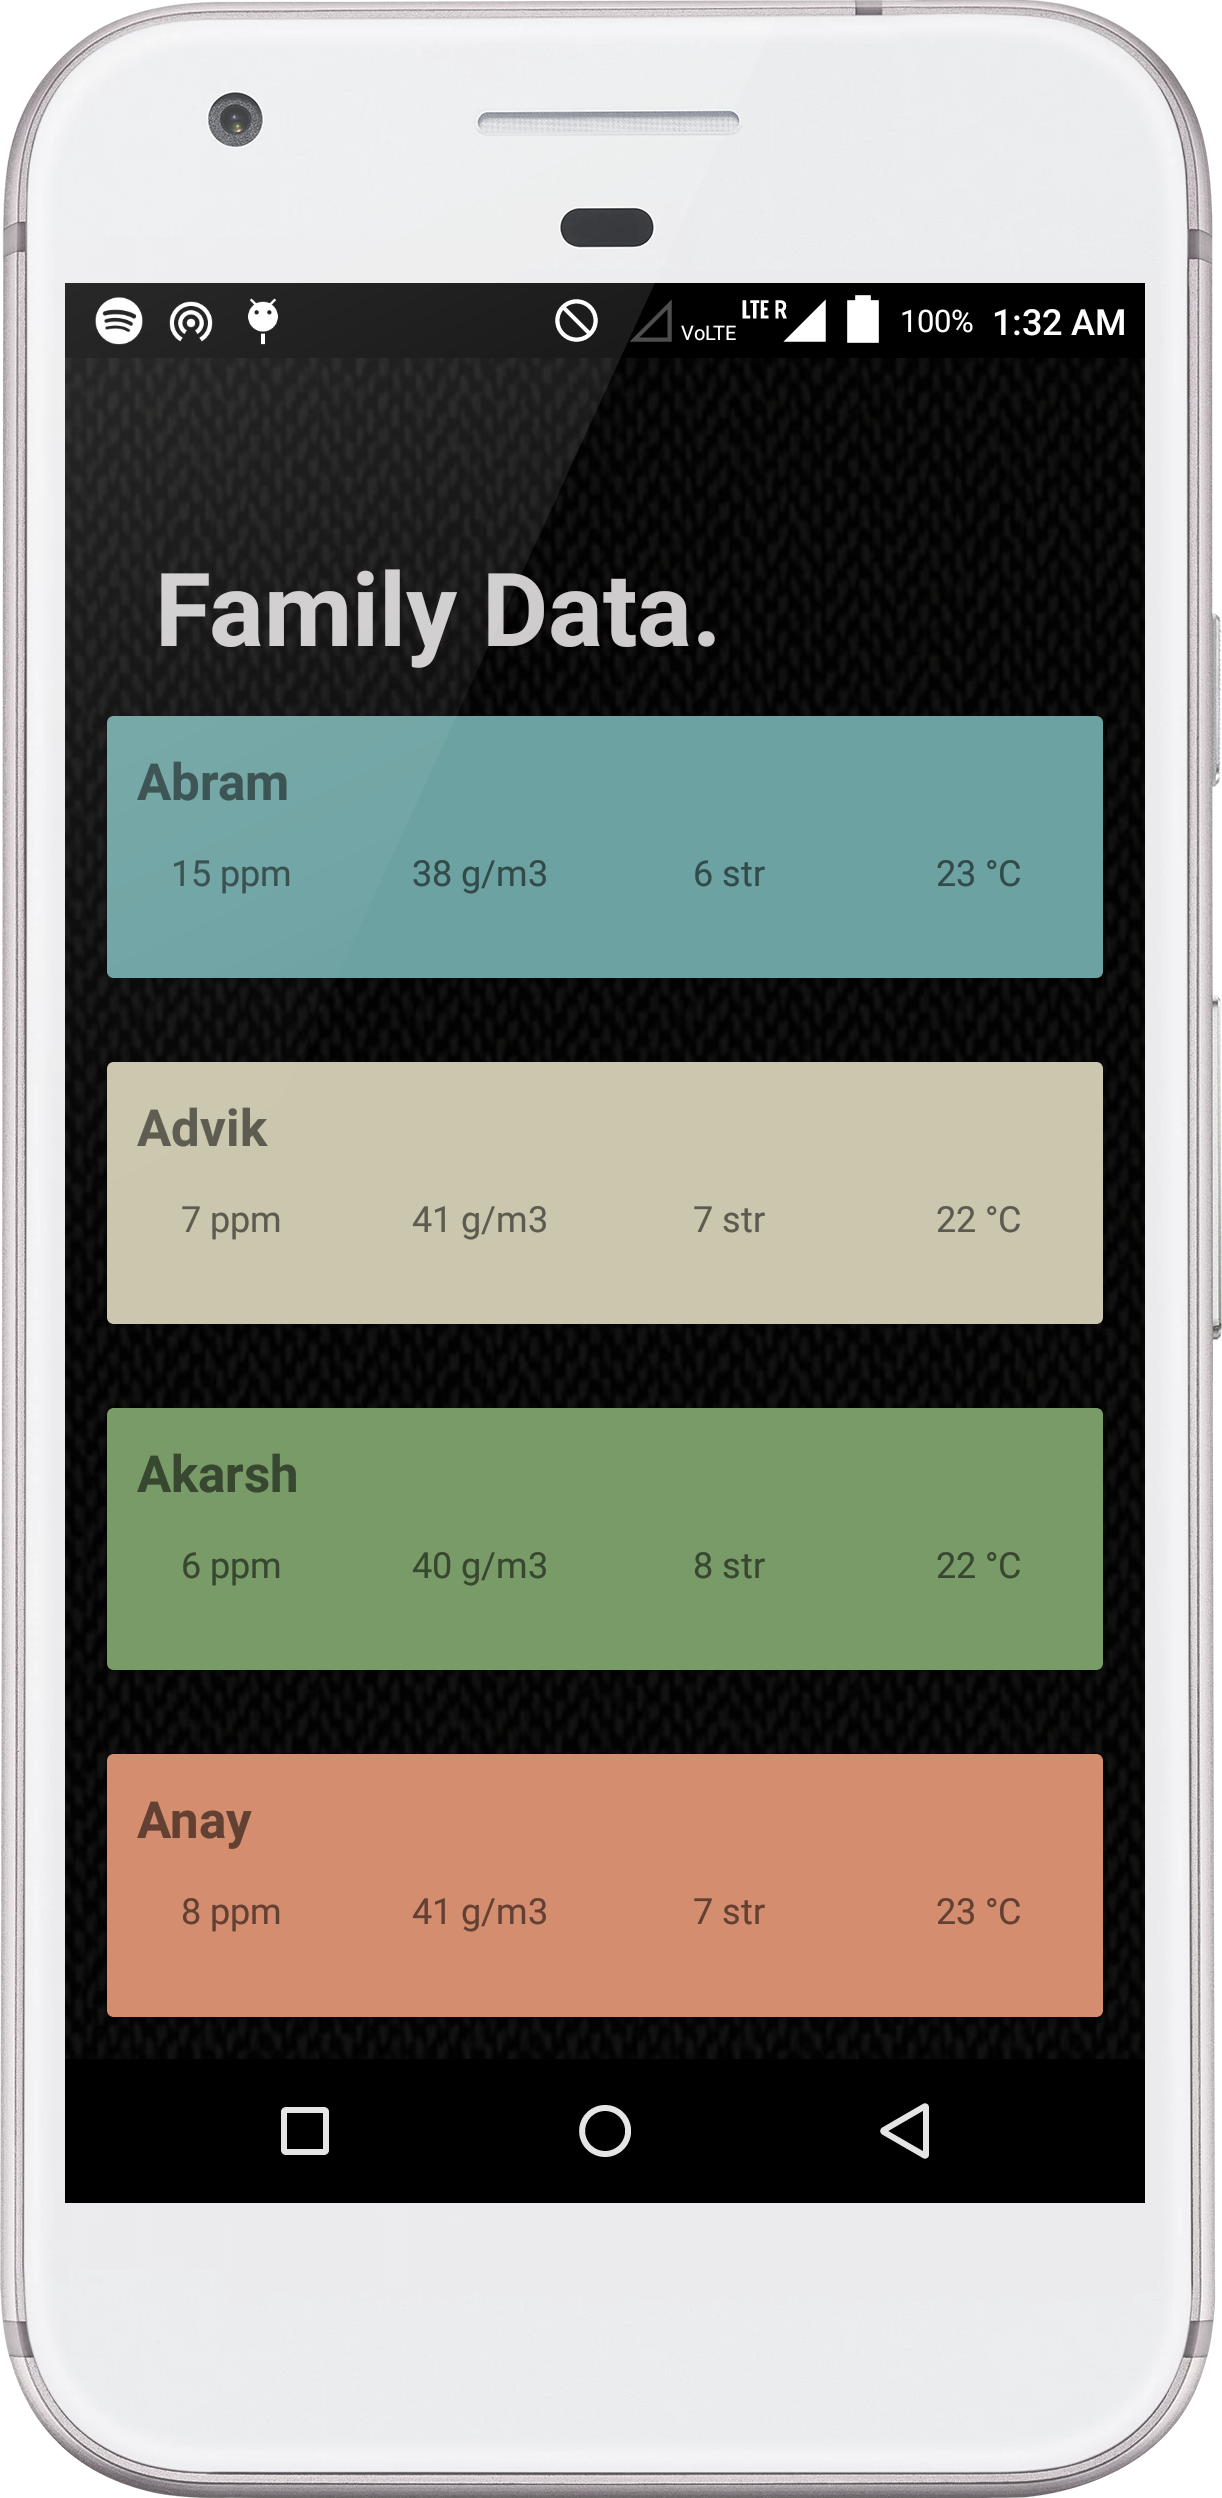 VoLTE LTE R 100% 1:32 AM
Family Data.
Abram
15 ppm 38 g/m3 6 str 23 °C
Advik
7 ppm 41 g/m3 7 str 22 °C
Akarsh
6 ppm 40 g/m3 8 str 22 °C
Anay
8 ppm 41 g/m3 7 str 23 °C